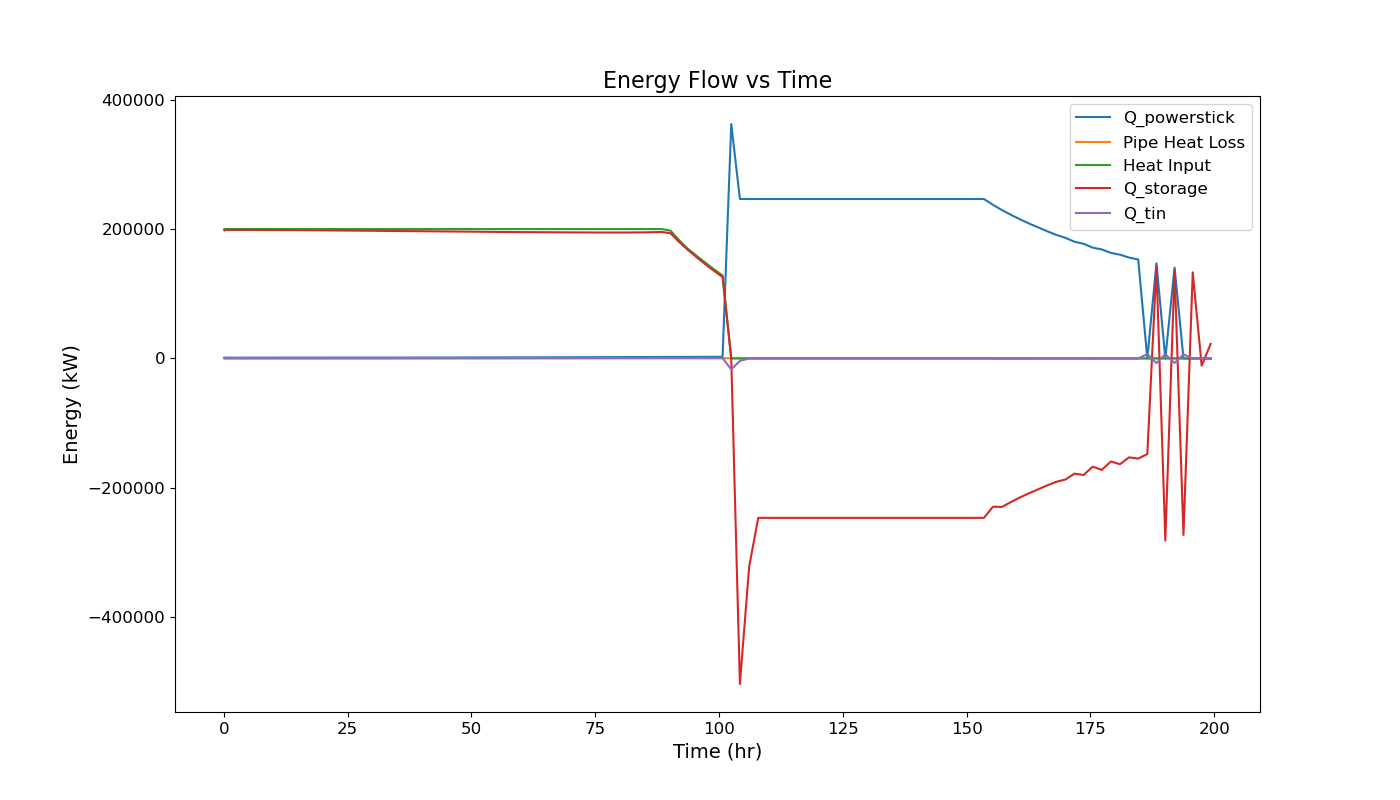 Energy Flow vs Time
400000
200000
0
−200000
−400000
Energy (kW)
Q_powerstick
Pipe Heat Loss
Heat Input
Q_storage
Q_tin
0 25 50 75 100 125 150 175 200
Time (hr)